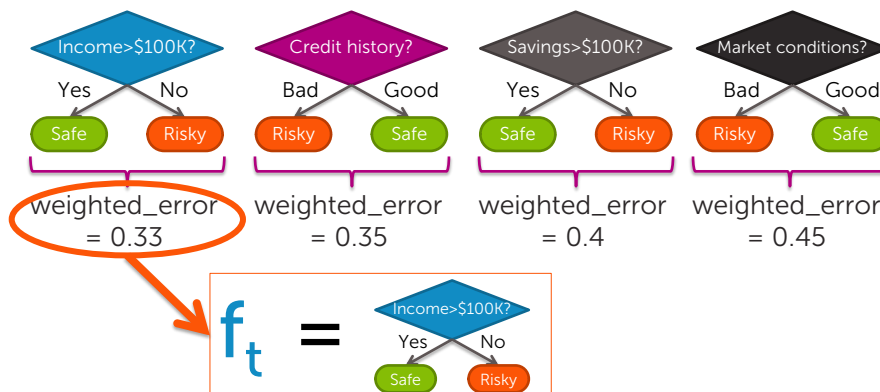 Income>$100K? Credit history? Savings>$100K? Market conditions?
Yes No Bad Good Yes No Bad Good
Safe Risky Risky Safe Safe Risky Risky Safe
weighted_error weighted_error weighted_error weighted_error
= 0.33 = 0.35 = 0.4 = 0.45
Income>$100K?
f_t = Yes No
Safe Risky